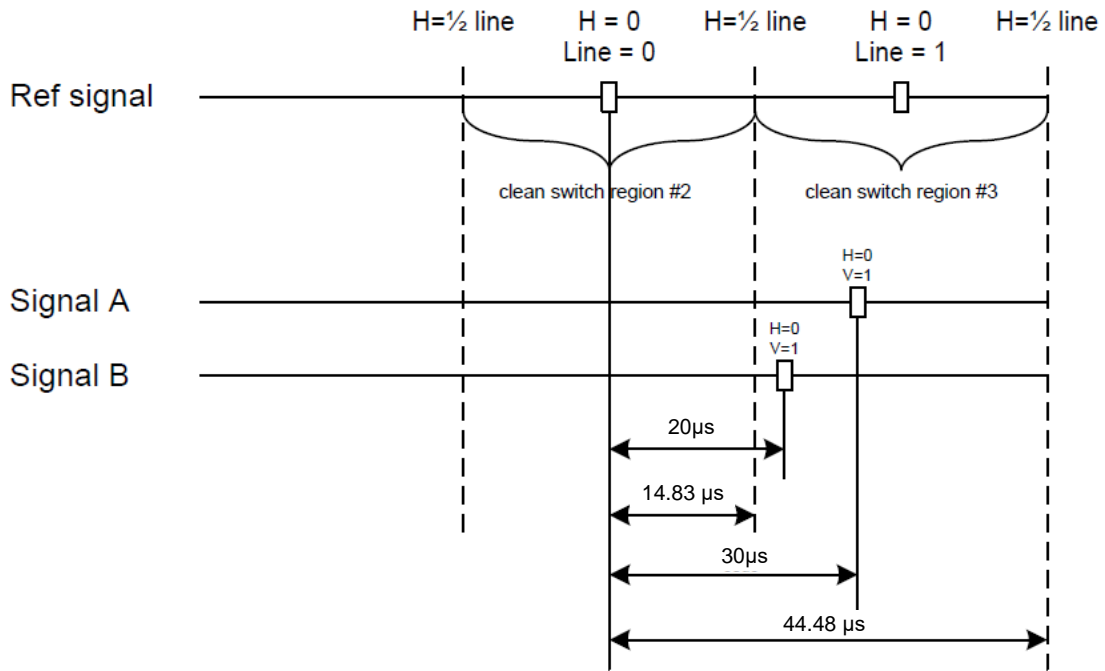 H=½ line H = 0 H=½ line H = 0 H=½ line
Line = 0 Line = 1
Ref signal
clean switch region #2 clean switch region #3
H=0
V=1
Signal A
H=0
V=1
Signal B
20µs
14.83 µs
30µs
44.48 µs